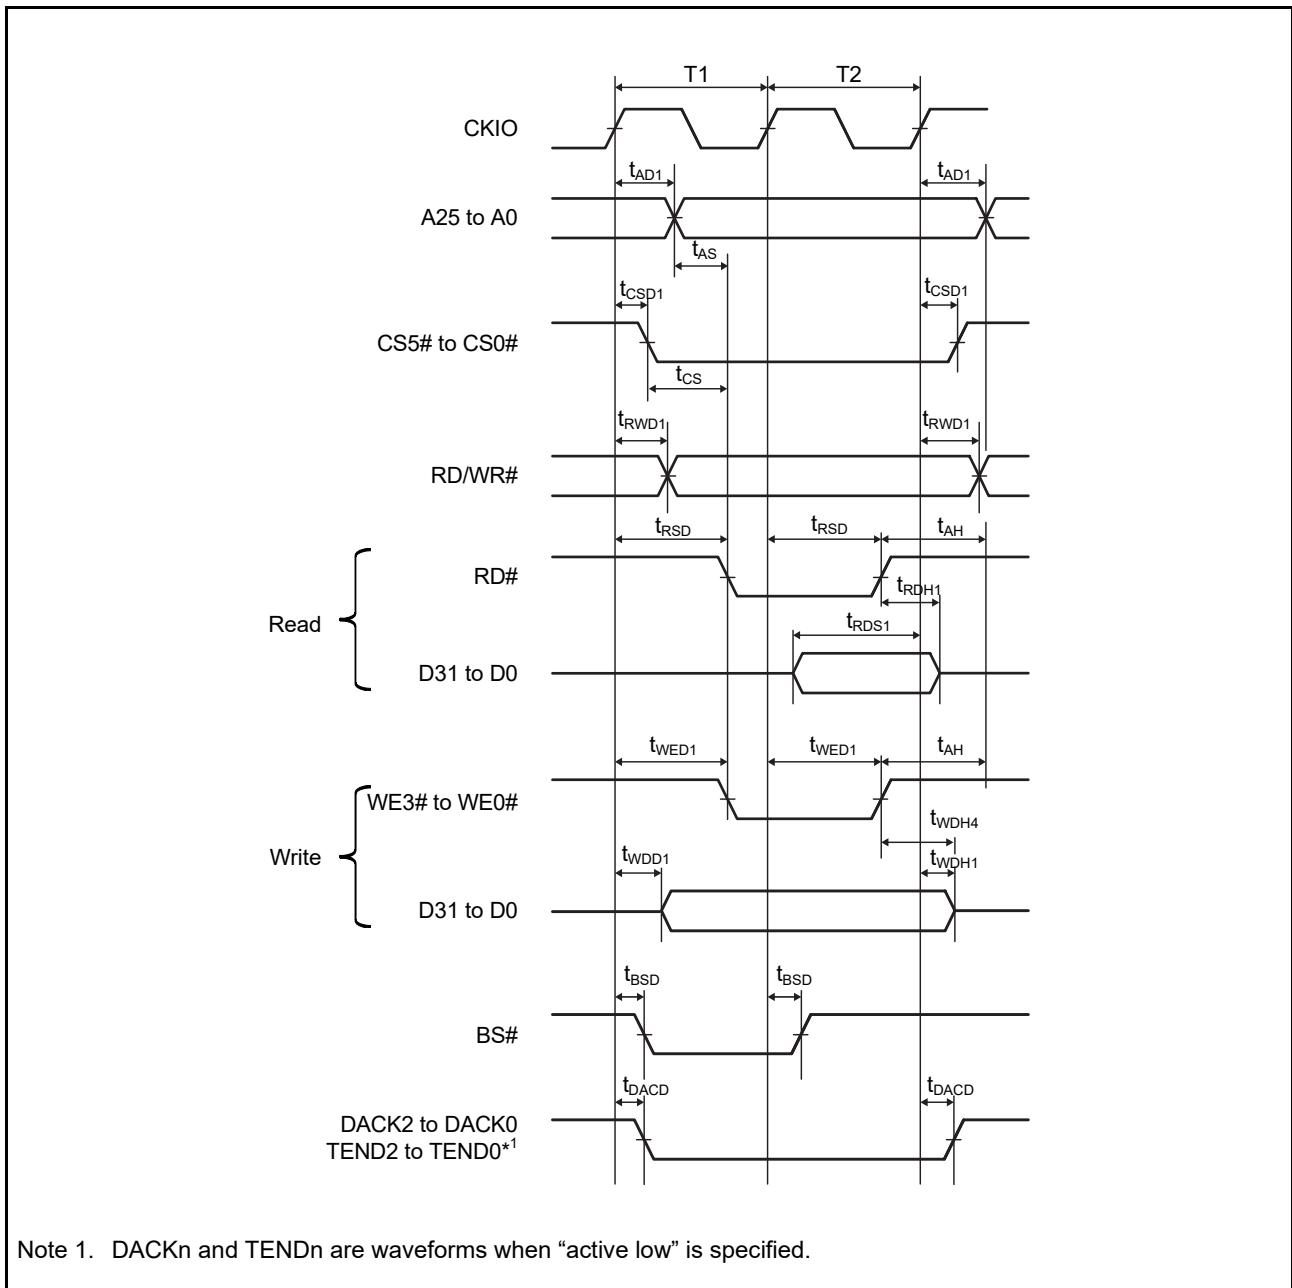 T1 T2
CKIO
tAD1 tAD1
A25 to A0
tAS
tCSD1 tCSD1
CS5# to CS0#
tCS
tRWD1 tRWD1
RD/WR#
tRSD tRSD tAH
RD#
tRDH1
Read
tRDS1
D31 to D0
tWED1 tWED1 tAH
WE3# to WE0#
tWDH4
Write
tWDD1 tWDH1
D31 to D0
tBSD tBSD
BS#
tDACD tDACD
DACK2 to DACK0
TEND2 to TEND0*1
Note 1. DACKn and TENDn are waveforms when “active low” is specified.